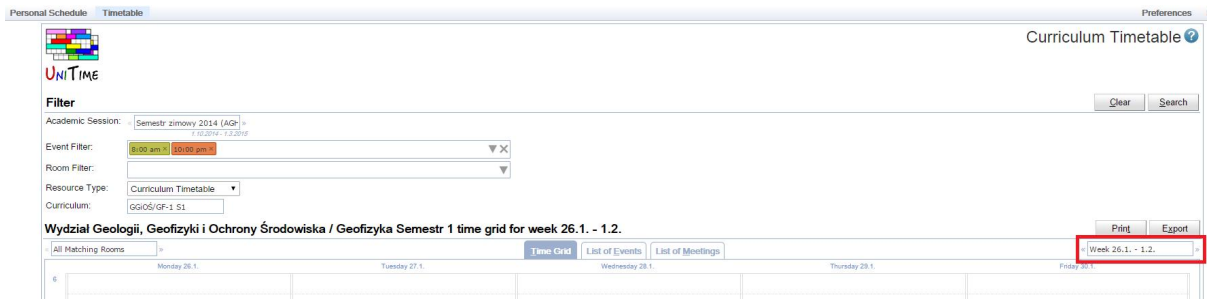 Personal Schedule Timetable Preferences
Curriculum Timetable ?
UNITIME
Filter Clear Search
Academic Session: « Semestr zimowy 2014 (AGH »
1.10.2014 - 1.3.2015
Event Filter: 8:00 am × 10:00 pm ×
Room Filter:
Resource Type: Curriculum Timetable
Curriculum: GGiOŚ/GF-1 S1
Wydział Geologii, Geofizyki i Ochrony Środowiska / Geofizyka Semestr 1 time grid for week 26.1. - 1.2. Print Export
« All Matching Rooms » Time Grid List of Events List of Meetings « Week 26.1. - 1.2. »
Monday 26.1. Tuesday 27.1. Wednesday 28.1. Thursday 29.1. Friday 30.1.
6